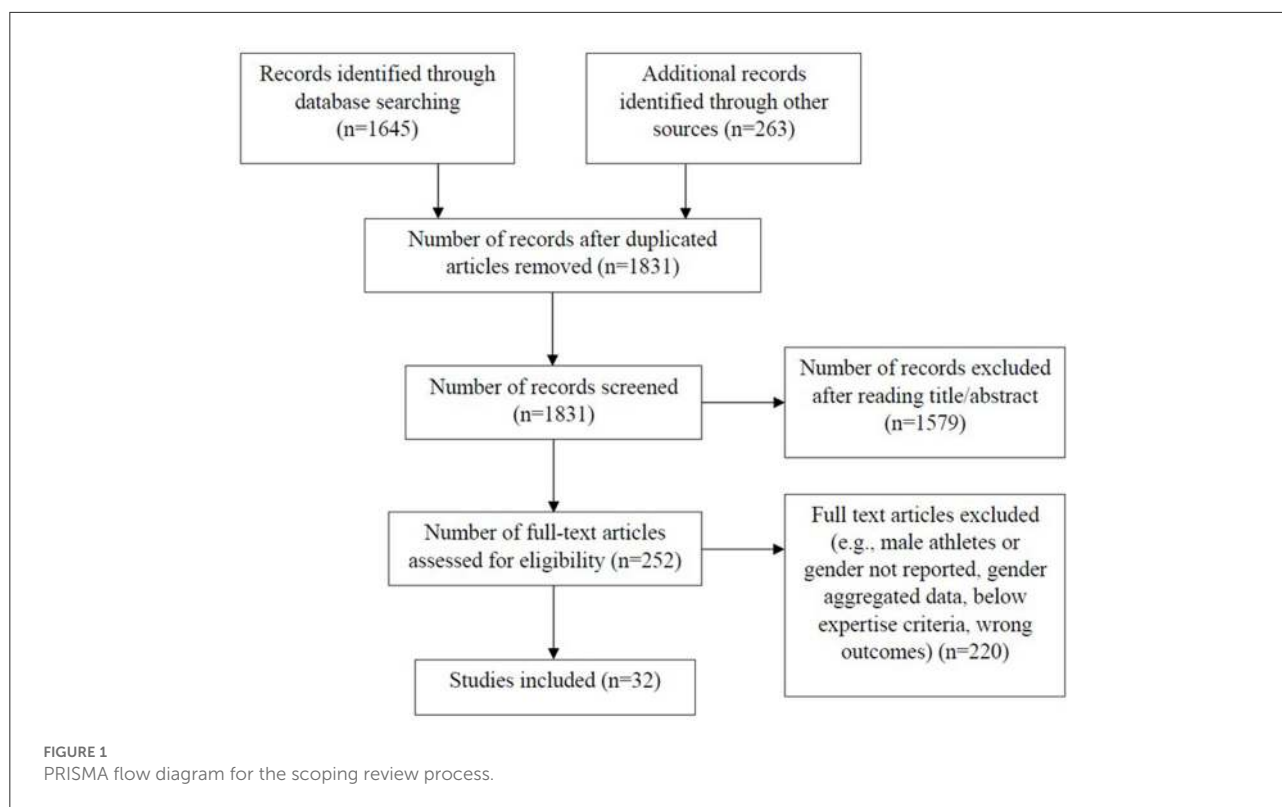 Records identified through
database searching
(n=1645)
Additional records
identified through other
sources (n=263)
Number of records after duplicated
articles removed (n=1831)
Number of records screened
(n=1831)
Number of records excluded
after reading title/abstract
(n=1579)
Number of full-text articles
assessed for eligibility (n=252)
Full text articles excluded
(e.g., male athletes or
gender not reported, gender
aggregated data, below
expertise criteria, wrong
outcomes) (n=220)
Studies included (n=32)
FIGURE 1
PRISMA flow diagram for the scoping review process.